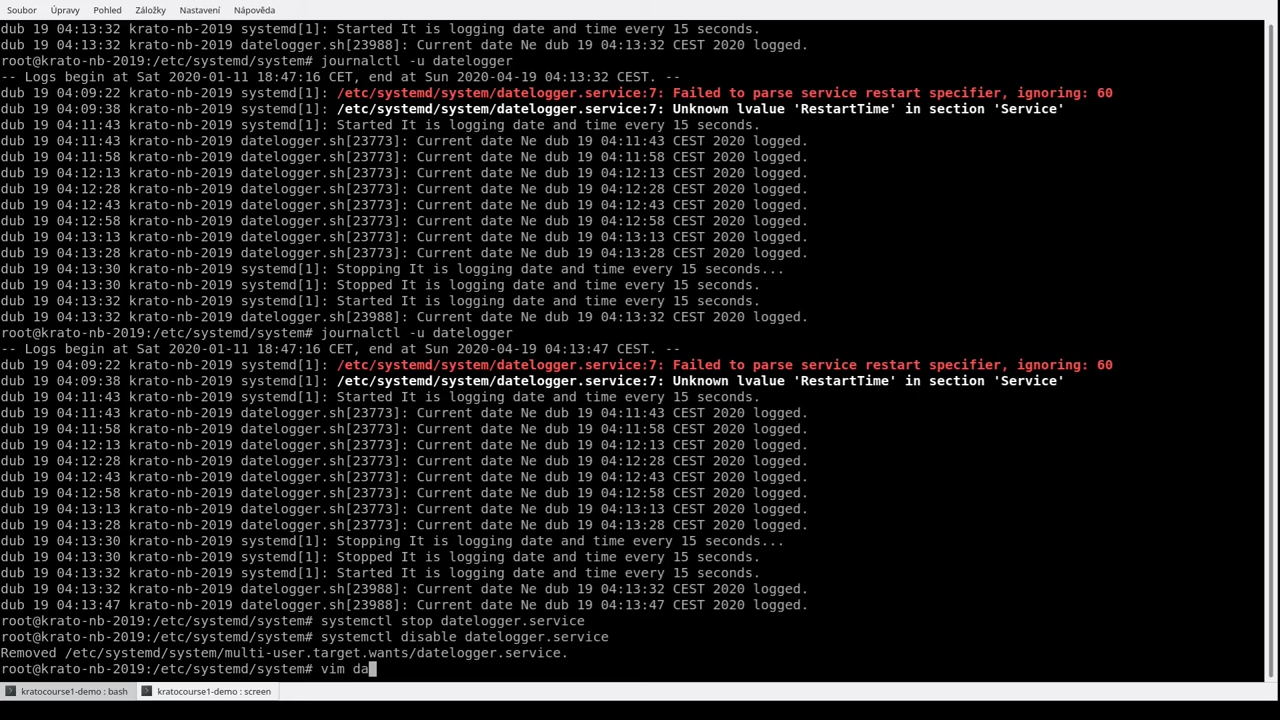 Soubor Úpravy Pohled Záložky Nastavení Nápověda
dub 19 04:13:32 krato-nb-2019 systemd[1]: Started It is logging date and time every 15 seconds.
dub 19 04:13:32 krato-nb-2019 datelogger.sh[23988]: Current date Ne dub 19 04:13:32 CEST 2020 logged.
root@krato-nb-2019:/etc/systemd/system# journalctl -u datelogger
-- Logs begin at Sat 2020-01-11 18:47:16 CET, end at Sun 2020-04-19 04:13:32 CEST. --
dub 19 04:09:22 krato-nb-2019 systemd[1]: /etc/systemd/system/datelogger.service:7: Failed to parse service restart specifier, ignoring: 60
dub 19 04:09:38 krato-nb-2019 systemd[1]: /etc/systemd/system/datelogger.service:7: Unknown lvalue 'RestartTime' in section 'Service'
dub 19 04:11:43 krato-nb-2019 systemd[1]: Started It is logging date and time every 15 seconds.
dub 19 04:11:43 krato-nb-2019 datelogger.sh[23773]: Current date Ne dub 19 04:11:43 CEST 2020 logged.
dub 19 04:11:58 krato-nb-2019 datelogger.sh[23773]: Current date Ne dub 19 04:11:58 CEST 2020 logged.
dub 19 04:12:13 krato-nb-2019 datelogger.sh[23773]: Current date Ne dub 19 04:12:13 CEST 2020 logged.
dub 19 04:12:28 krato-nb-2019 datelogger.sh[23773]: Current date Ne dub 19 04:12:28 CEST 2020 logged.
dub 19 04:12:43 krato-nb-2019 datelogger.sh[23773]: Current date Ne dub 19 04:12:43 CEST 2020 logged.
dub 19 04:12:58 krato-nb-2019 datelogger.sh[23773]: Current date Ne dub 19 04:12:58 CEST 2020 logged.
dub 19 04:13:13 krato-nb-2019 datelogger.sh[23773]: Current date Ne dub 19 04:13:13 CEST 2020 logged.
dub 19 04:13:28 krato-nb-2019 datelogger.sh[23773]: Current date Ne dub 19 04:13:28 CEST 2020 logged.
dub 19 04:13:30 krato-nb-2019 systemd[1]: Stopping It is logging date and time every 15 seconds...
dub 19 04:13:30 krato-nb-2019 systemd[1]: Stopped It is logging date and time every 15 seconds.
dub 19 04:13:32 krato-nb-2019 systemd[1]: Started It is logging date and time every 15 seconds.
dub 19 04:13:32 krato-nb-2019 datelogger.sh[23988]: Current date Ne dub 19 04:13:32 CEST 2020 logged.
root@krato-nb-2019:/etc/systemd/system# journalctl -u datelogger
-- Logs begin at Sat 2020-01-11 18:47:16 CET, end at Sun 2020-04-19 04:13:47 CEST. --
dub 19 04:09:22 krato-nb-2019 systemd[1]: /etc/systemd/system/datelogger.service:7: Failed to parse service restart specifier, ignoring: 60
dub 19 04:09:38 krato-nb-2019 systemd[1]: /etc/systemd/system/datelogger.service:7: Unknown lvalue 'RestartTime' in section 'Service'
dub 19 04:11:43 krato-nb-2019 systemd[1]: Started It is logging date and time every 15 seconds.
dub 19 04:11:43 krato-nb-2019 datelogger.sh[23773]: Current date Ne dub 19 04:11:43 CEST 2020 logged.
dub 19 04:11:58 krato-nb-2019 datelogger.sh[23773]: Current date Ne dub 19 04:11:58 CEST 2020 logged.
dub 19 04:12:13 krato-nb-2019 datelogger.sh[23773]: Current date Ne dub 19 04:12:13 CEST 2020 logged.
dub 19 04:12:28 krato-nb-2019 datelogger.sh[23773]: Current date Ne dub 19 04:12:28 CEST 2020 logged.
dub 19 04:12:43 krato-nb-2019 datelogger.sh[23773]: Current date Ne dub 19 04:12:43 CEST 2020 logged.
dub 19 04:12:58 krato-nb-2019 datelogger.sh[23773]: Current date Ne dub 19 04:12:58 CEST 2020 logged.
dub 19 04:13:13 krato-nb-2019 datelogger.sh[23773]: Current date Ne dub 19 04:13:13 CEST 2020 logged.
dub 19 04:13:28 krato-nb-2019 datelogger.sh[23773]: Current date Ne dub 19 04:13:28 CEST 2020 logged.
dub 19 04:13:30 krato-nb-2019 systemd[1]: Stopping It is logging date and time every 15 seconds...
dub 19 04:13:30 krato-nb-2019 systemd[1]: Stopped It is logging date and time every 15 seconds.
dub 19 04:13:32 krato-nb-2019 systemd[1]: Started It is logging date and time every 15 seconds.
dub 19 04:13:32 krato-nb-2019 datelogger.sh[23988]: Current date Ne dub 19 04:13:32 CEST 2020 logged.
dub 19 04:13:47 krato-nb-2019 datelogger.sh[23988]: Current date Ne dub 19 04:13:47 CEST 2020 logged.
root@krato-nb-2019:/etc/systemd/system# systemctl stop datelogger.service
root@krato-nb-2019:/etc/systemd/system# systemctl disable datelogger.service
Removed /etc/systemd/system/multi-user.target.wants/datelogger.service.
root@krato-nb-2019:/etc/systemd/system# vim da
kratocourse1-demo : bash kratocourse1-demo : screen